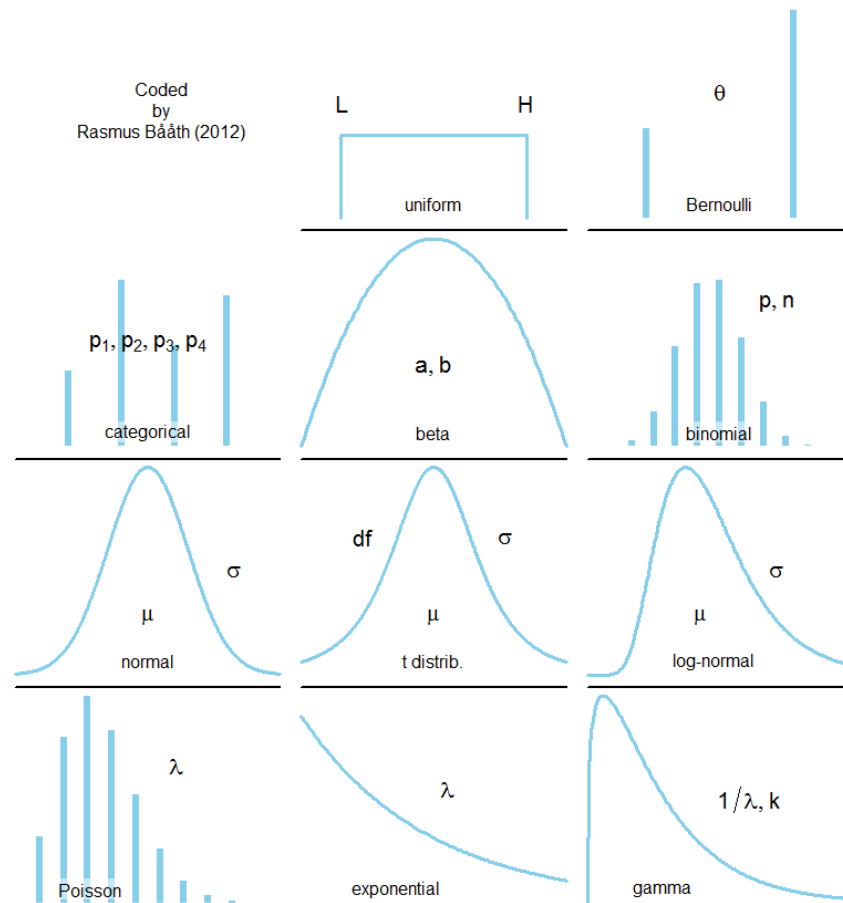 Coded
by
Rasmus Bååth (2012)
L
H
uniform
θ
Bernoulli
p₁, p₂, p₃, p₄
categorical
a, b
beta
p, n
binomial
σ
μ
normal
df
σ
μ
t distrib.
σ
μ
log-normal
λ
Poisson
λ
exponential
1/λ, k
gamma